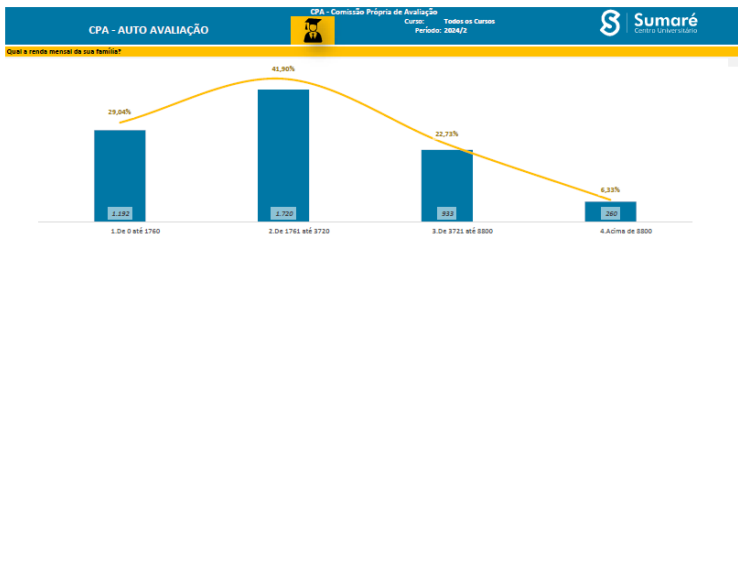 CPA - Comissão Própria de Avaliação
CPA - AUTO AVALIAÇÃO
Curso: Todos os Cursos
Período: 2024/2
Sumaré
Centro Universitário
Qual a renda mensal da sua família?
41,90%
29,04%
22,73%
6,33%
1.192
1.720
933
260
1.De 0 até 1760
2.De 1761 até 3720
3.De 3721 até 8800
4.Acima de 8800